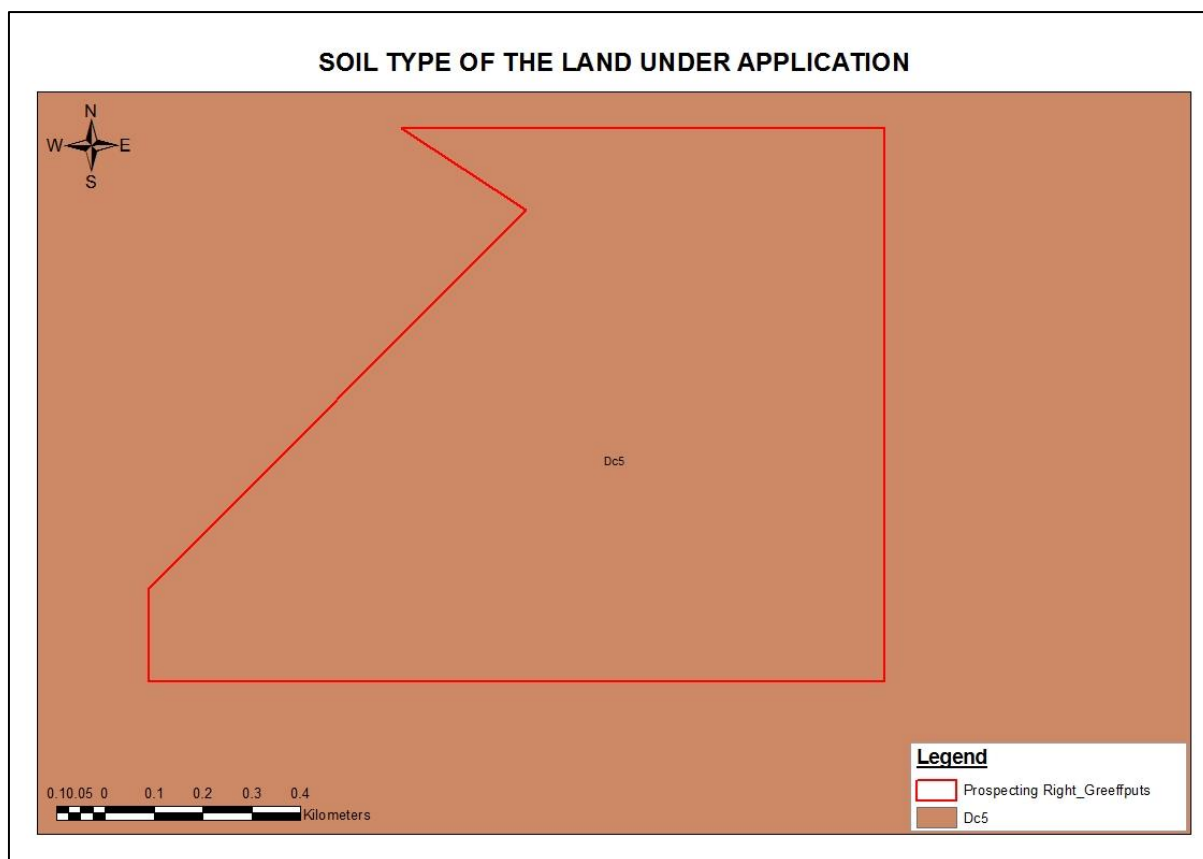 SOIL TYPE OF THE LAND UNDER APPLICATION
N
W E
S
Dc5
Legend
Prospecting Right_Greeffputs
Dc5
0.10.05 0 0.1 0.2 0.3 0.4
Kilometers